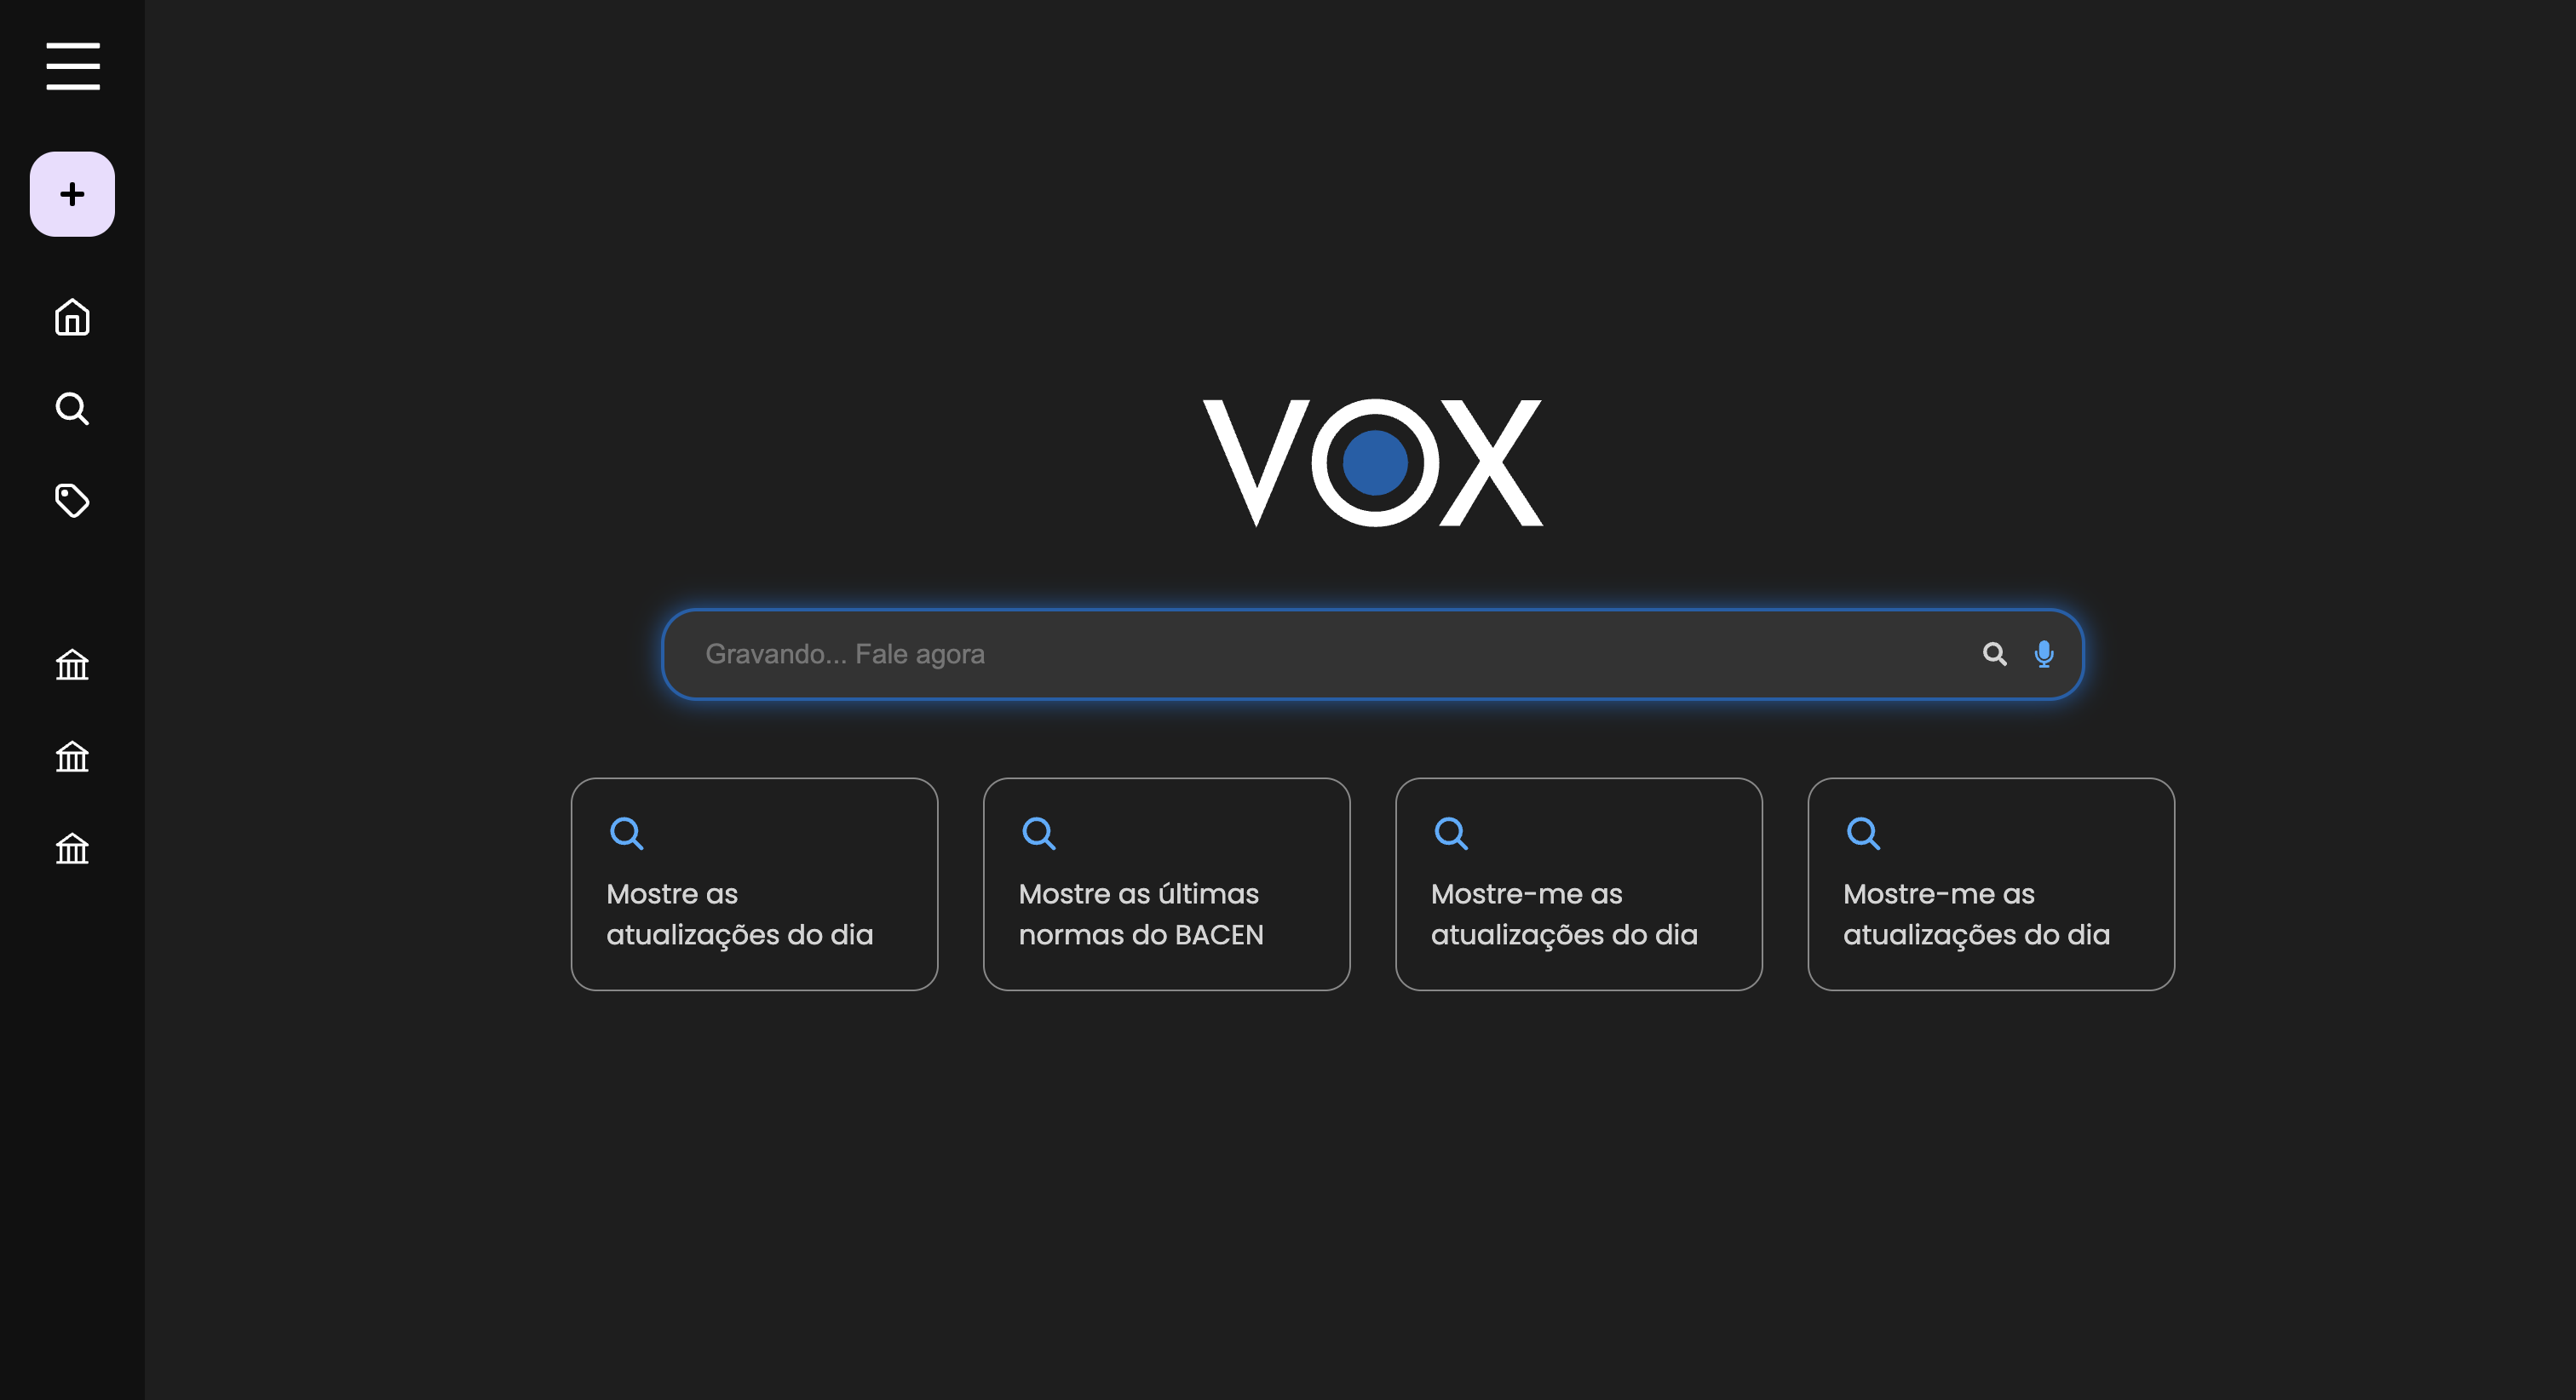 VOX
Gravando... Fale agora
Mostre as
atualizações do dia
Mostre as últimas
normas do BACEN
Mostre-me as
atualizações do dia
Mostre-me as
atualizações do dia